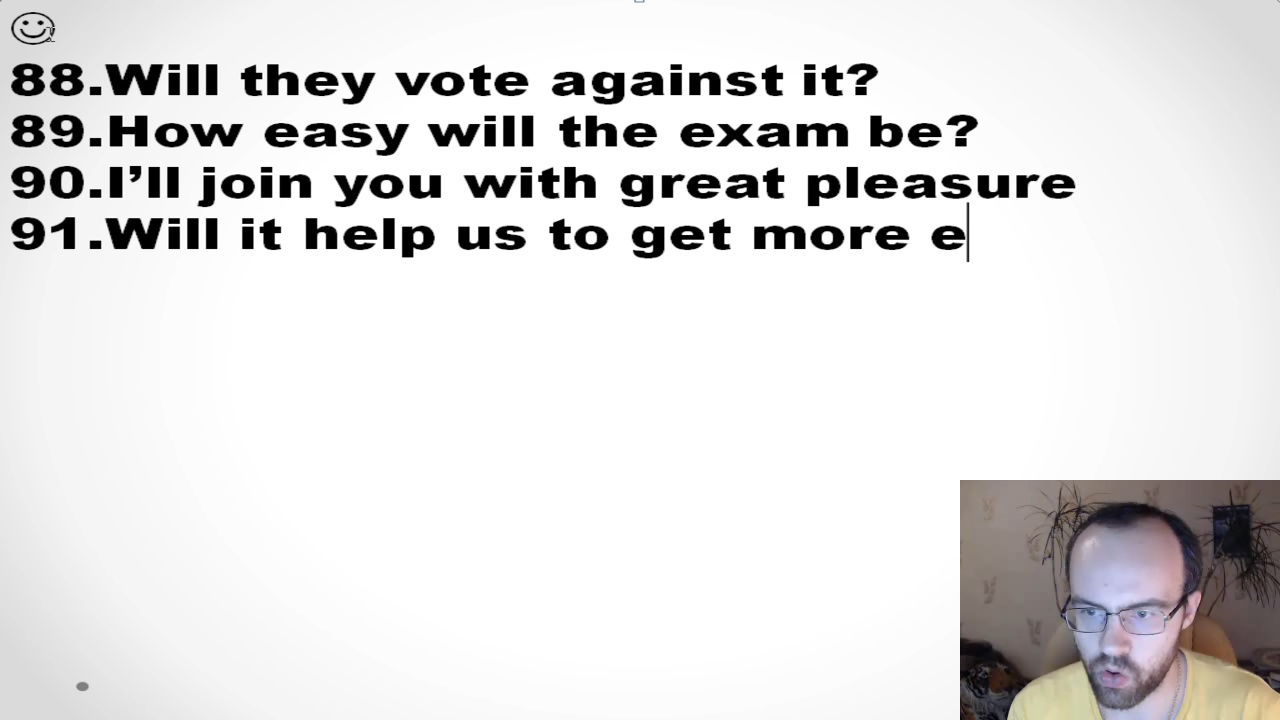 88.Will they vote against it?
89.How easy will the exam be?
90.I’ll join you with great pleasure
91.Will it help us to get more e